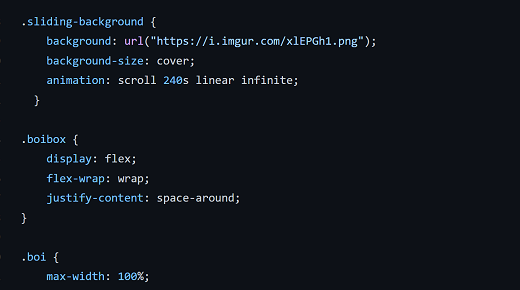 .sliding-background {
background: url("https://i.imgur.com/xlEPGh1.png");
background-size: cover;
animation: scroll 240s linear infinite;
}
.boibox {
display: flex;
flex-wrap: wrap;
justify-content: space-around;
}
.boi {
max-width: 100%;